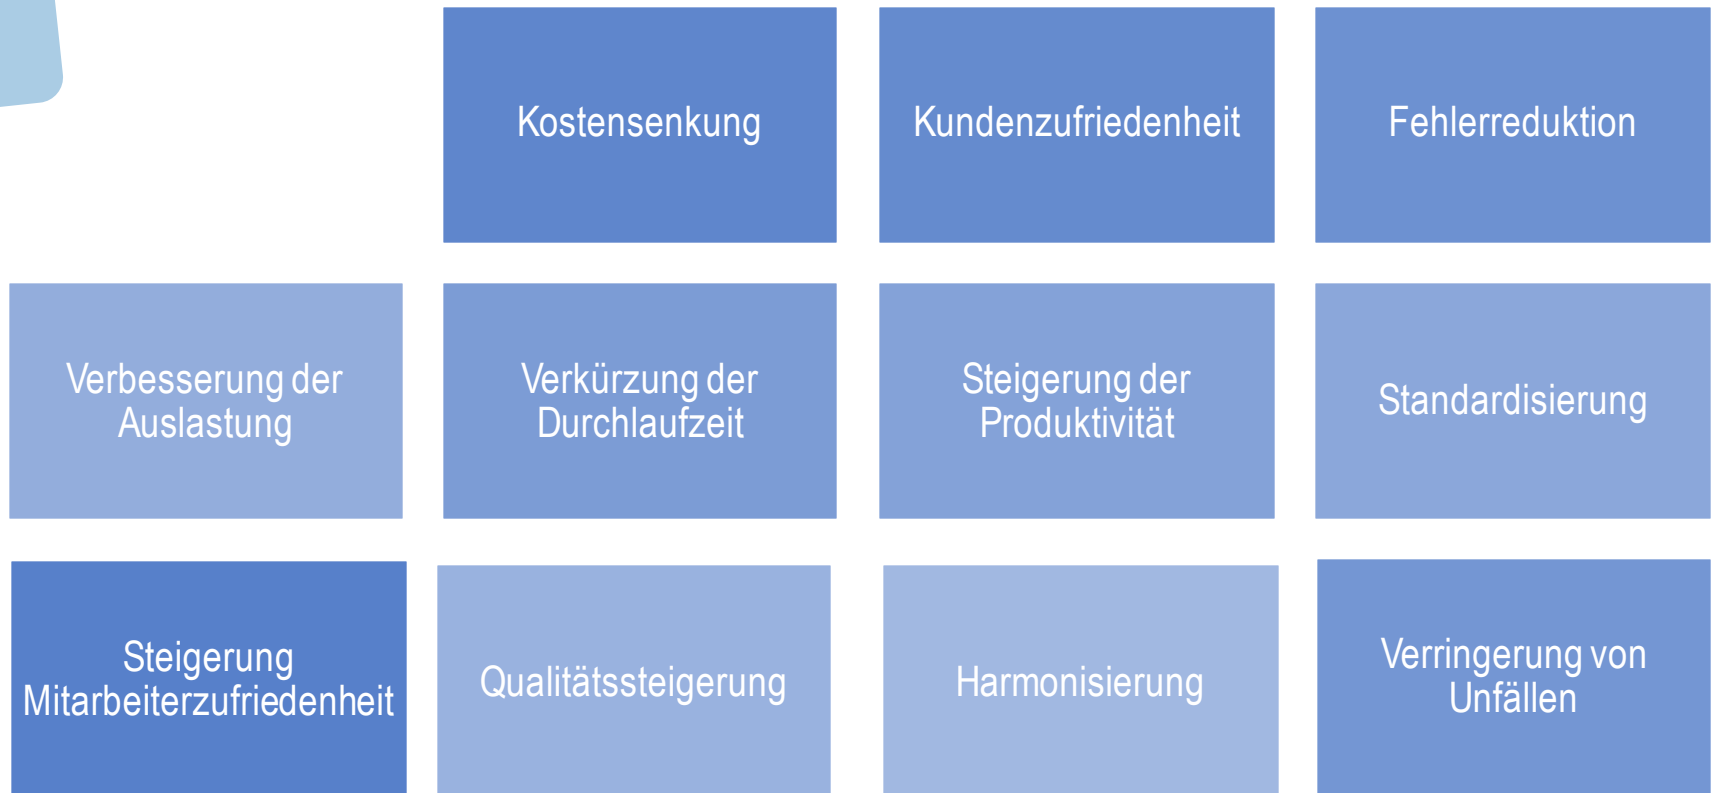 Kostensenkung
Kundenzufriedenheit
Fehlerreduktion
Verbesserung der
Auslastung
Verkürzung der
Durchlaufzeit
Steigerung der
Produktivität
Standardisierung
Steigerung
Mitarbeiterzufriedenheit
Qualitätssteigerung
Harmonisierung
Verringerung von
Unfällen